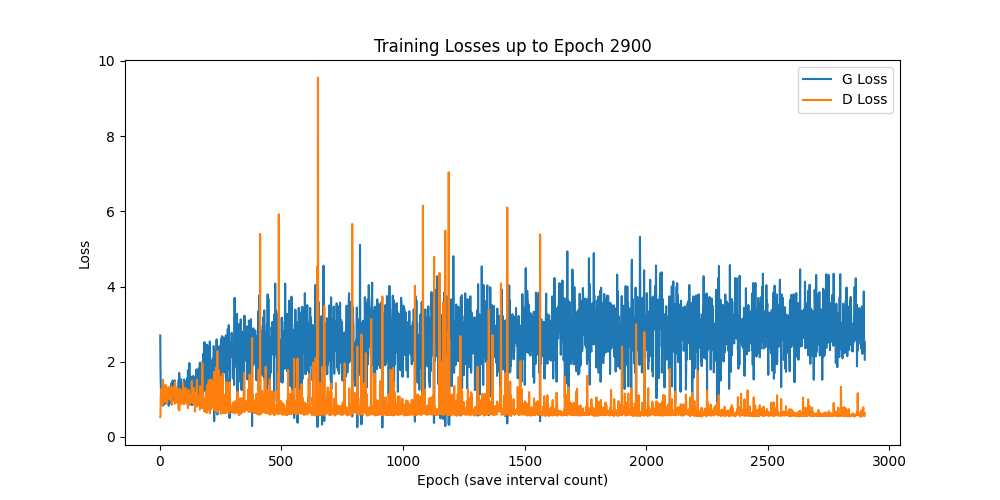 Training Losses up to Epoch 2900
10
8
6
4
2
0
Loss
G Loss
D Loss
0 500 1000 1500 2000 2500 3000
Epoch (save interval count)